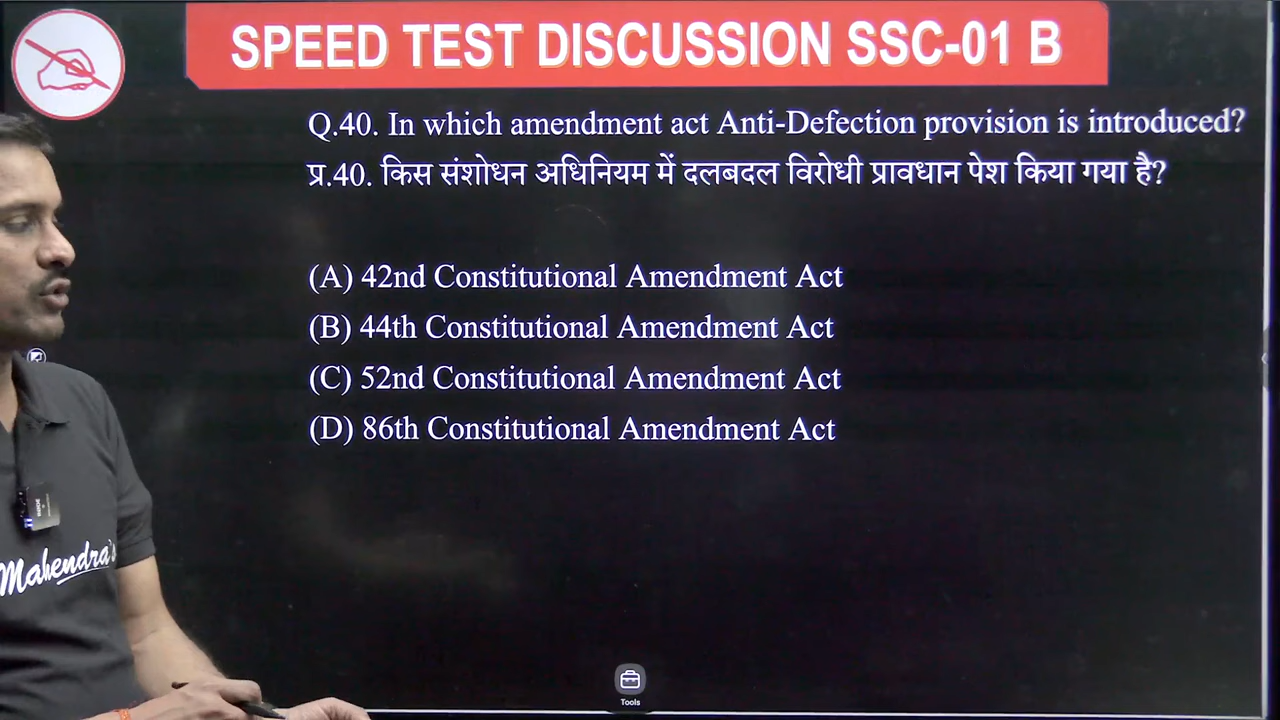 SPEED TEST DISCUSSION SSC-01 B
Q.40. In which amendment act Anti-Defection provision is introduced?
प्र.40. किस संशोधन अधिनियम में दलबदल विरोधी प्रावधान पेश किया गया है?
(A) 42nd Constitutional Amendment Act
(B) 44th Constitutional Amendment Act
(C) 52nd Constitutional Amendment Act
(D) 86th Constitutional Amendment Act
Mahendra's
Tools